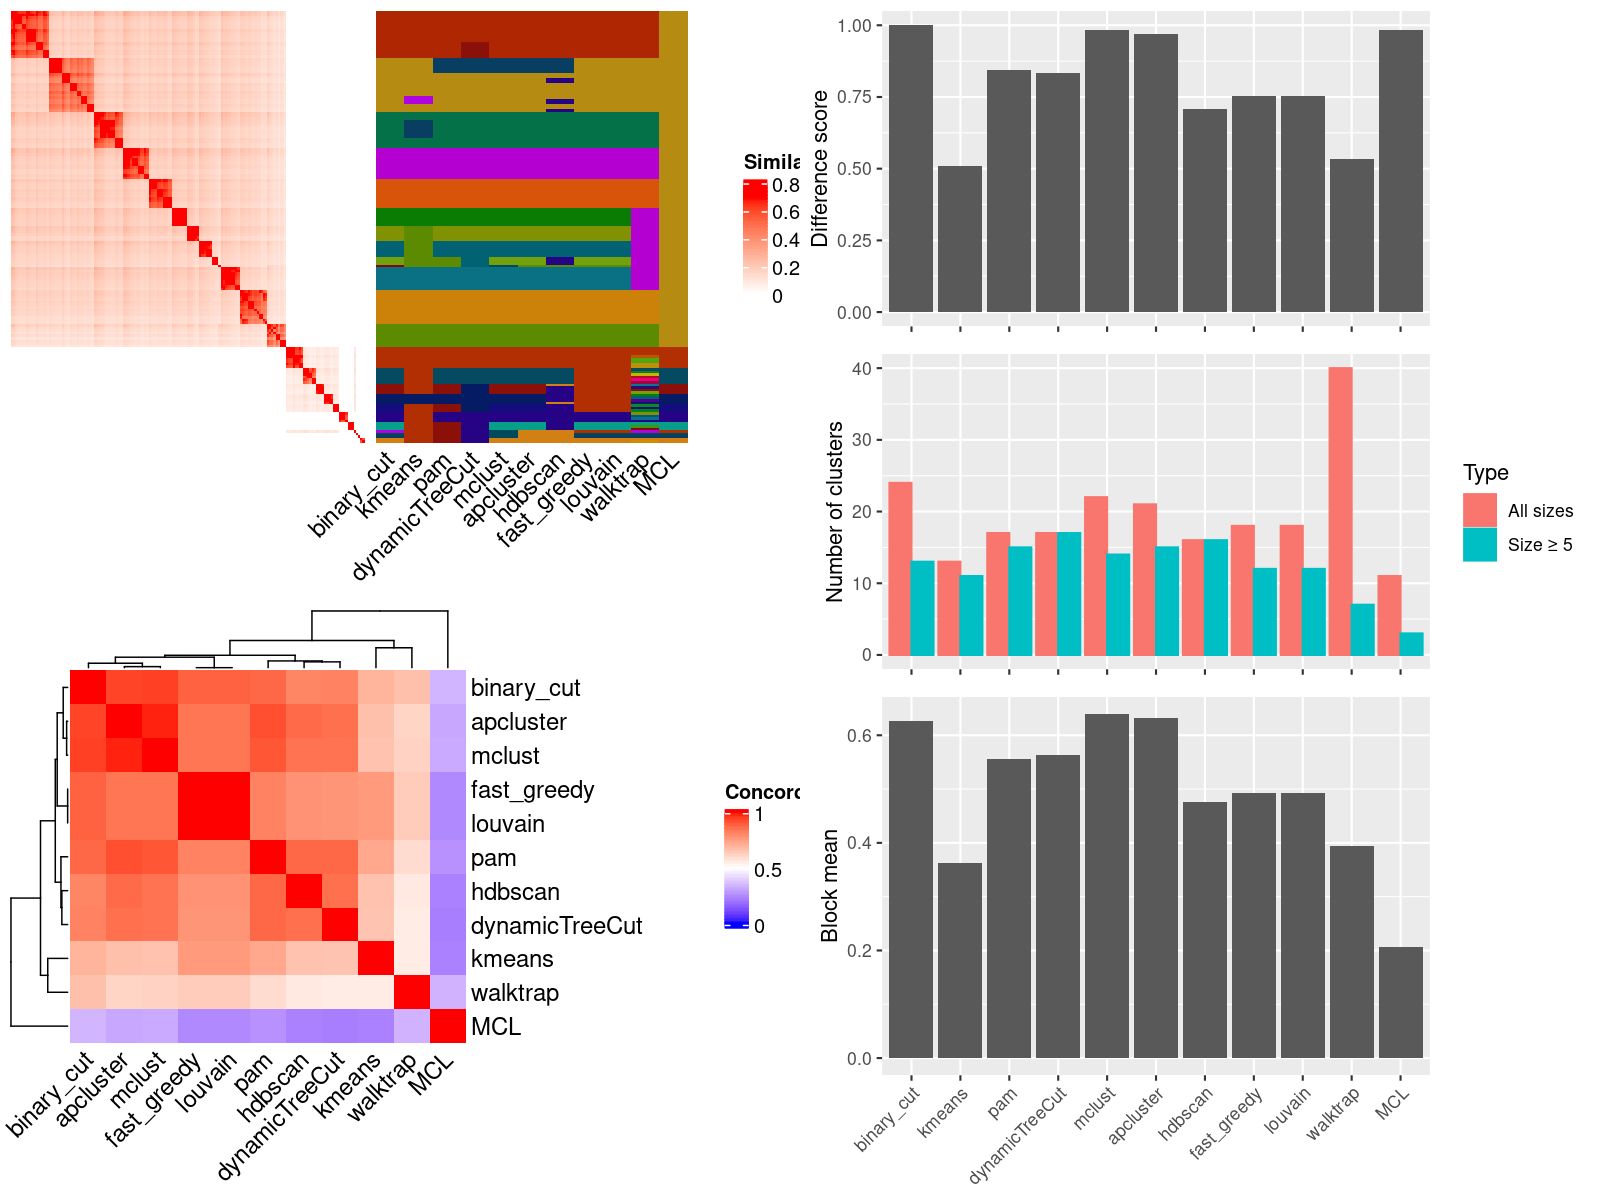 Simila
0.8
0.6
0.4
0.2
0
binary_cut
kmeans
pam
dynamicTreeCut
mclust
apcluster
hdbscan
fast_greedy
louvain
walktrap
MCL
binary_cut
apcluster
mclust
fast_greedy
louvain
pam
hdbscan
dynamicTreeCut
kmeans
walktrap
MCL
binary_cut
apcluster
mclust
fast_greedy
louvain
pam
hdbscan
dynamicTreeCut
kmeans
walktrap
MCL
Concord
1
0.5
0
Difference score
1.00
0.75
0.50
0.25
0.00
Number of clusters
40
30
20
10
0
Type
All sizes
Size ≥ 5
Block mean
0.6
0.4
0.2
0.0
binary_cut
kmeans
pam
dynamicTreeCut
mclust
apcluster
hdbscan
fast_greedy
louvain
walktrap
MCL